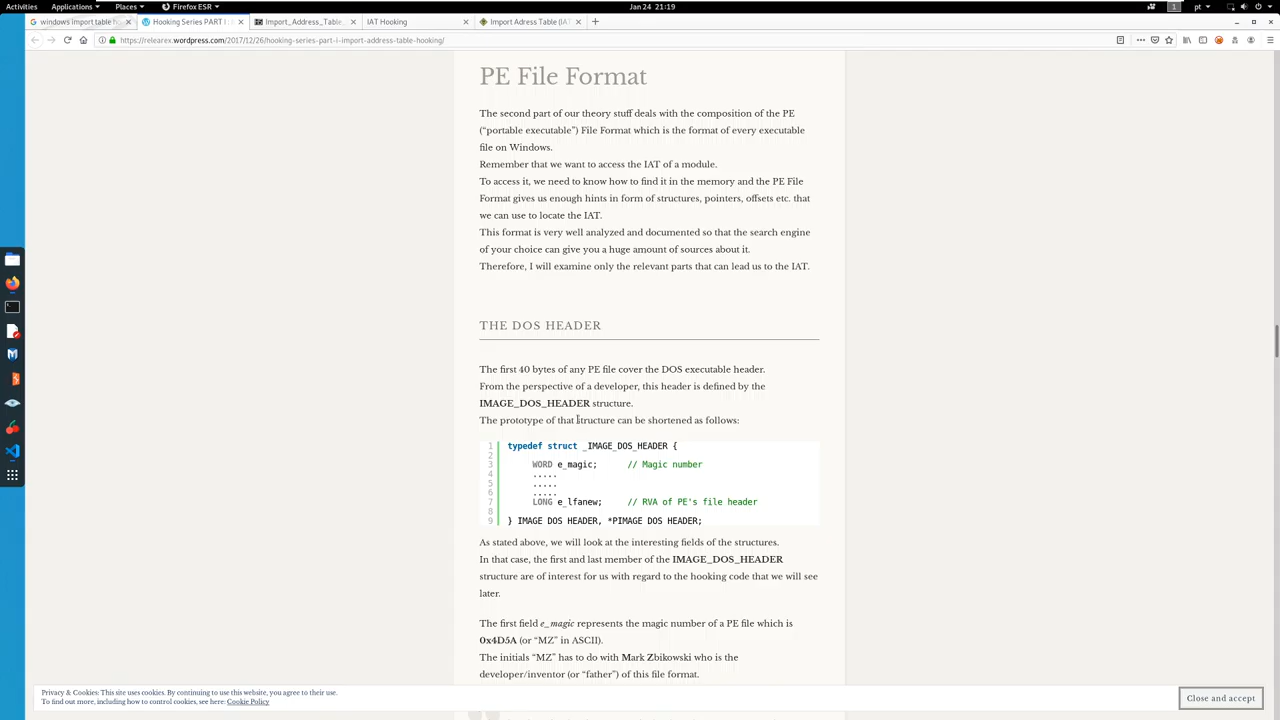 Activities Applications Places Firefox ESR Jan 24 21:19 1 pt
windows import table h Hooking Series PART I: Import_Address_Table IAT Hooking Import Adress Table (IAT
https://relearex.wordpress.com/2017/12/26/hooking-series-part-i-import-address-table-hooking/
PE File Format
The second part of our theory stuff deals with the composition of the PE
(“portable executable”) File Format which is the format of every executable
file on Windows.
Remember that we want to access the IAT of a module.
To access it, we need to know how to find it in the memory and the PE File
Format gives us enough hints in form of structures, pointers, offsets etc. that
we can use to locate the IAT.
This format is very well analyzed and documented so that the search engine
of your choice can give you a huge amount of sources about it.
Therefore, I will examine only the relevant parts that can lead us to the IAT.
THE DOS HEADER
The first 40 bytes of any PE file cover the DOS executable header.
From the perspective of a developer, this header is defined by the
IMAGE_DOS_HEADER structure.
The prototype of that structure can be shortened as follows:
1 typedef struct _IMAGE_DOS_HEADER {
2
3 WORD e_magic; // Magic number
4 .....
5 .....
6 .....
7 LONG e_lfanew; // RVA of PE's file header
8
9 } IMAGE_DOS_HEADER, *PIMAGE_DOS_HEADER;
As stated above, we will look at the interesting fields of the structures.
In that case, the first and last member of the IMAGE_DOS_HEADER
structure are of interest for us with regard to the hooking code that we will see
later.
The first field e_magic represents the magic number of a PE file which is
0x4D5A (or “MZ” in ASCII).
The initials “MZ” has to do with Mark Zbikowski who is the
developer/inventor (or “father”) of this file format.
Privacy & Cookies: This site uses cookies. By continuing to use this website, you agree to their use.
To find out more, including how to control cookies, see here: Cookie Policy
Close and accept